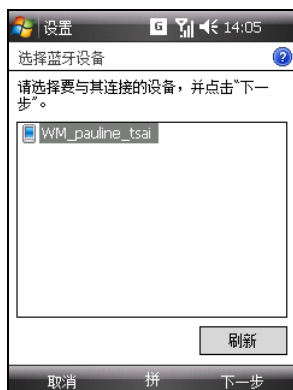 设置 G 14:05
选择蓝牙设备 ?
请选择要与其连接的设备，并点击“下一
步”。
WM_pauline_tsai
刷新
取消 拼 下一步